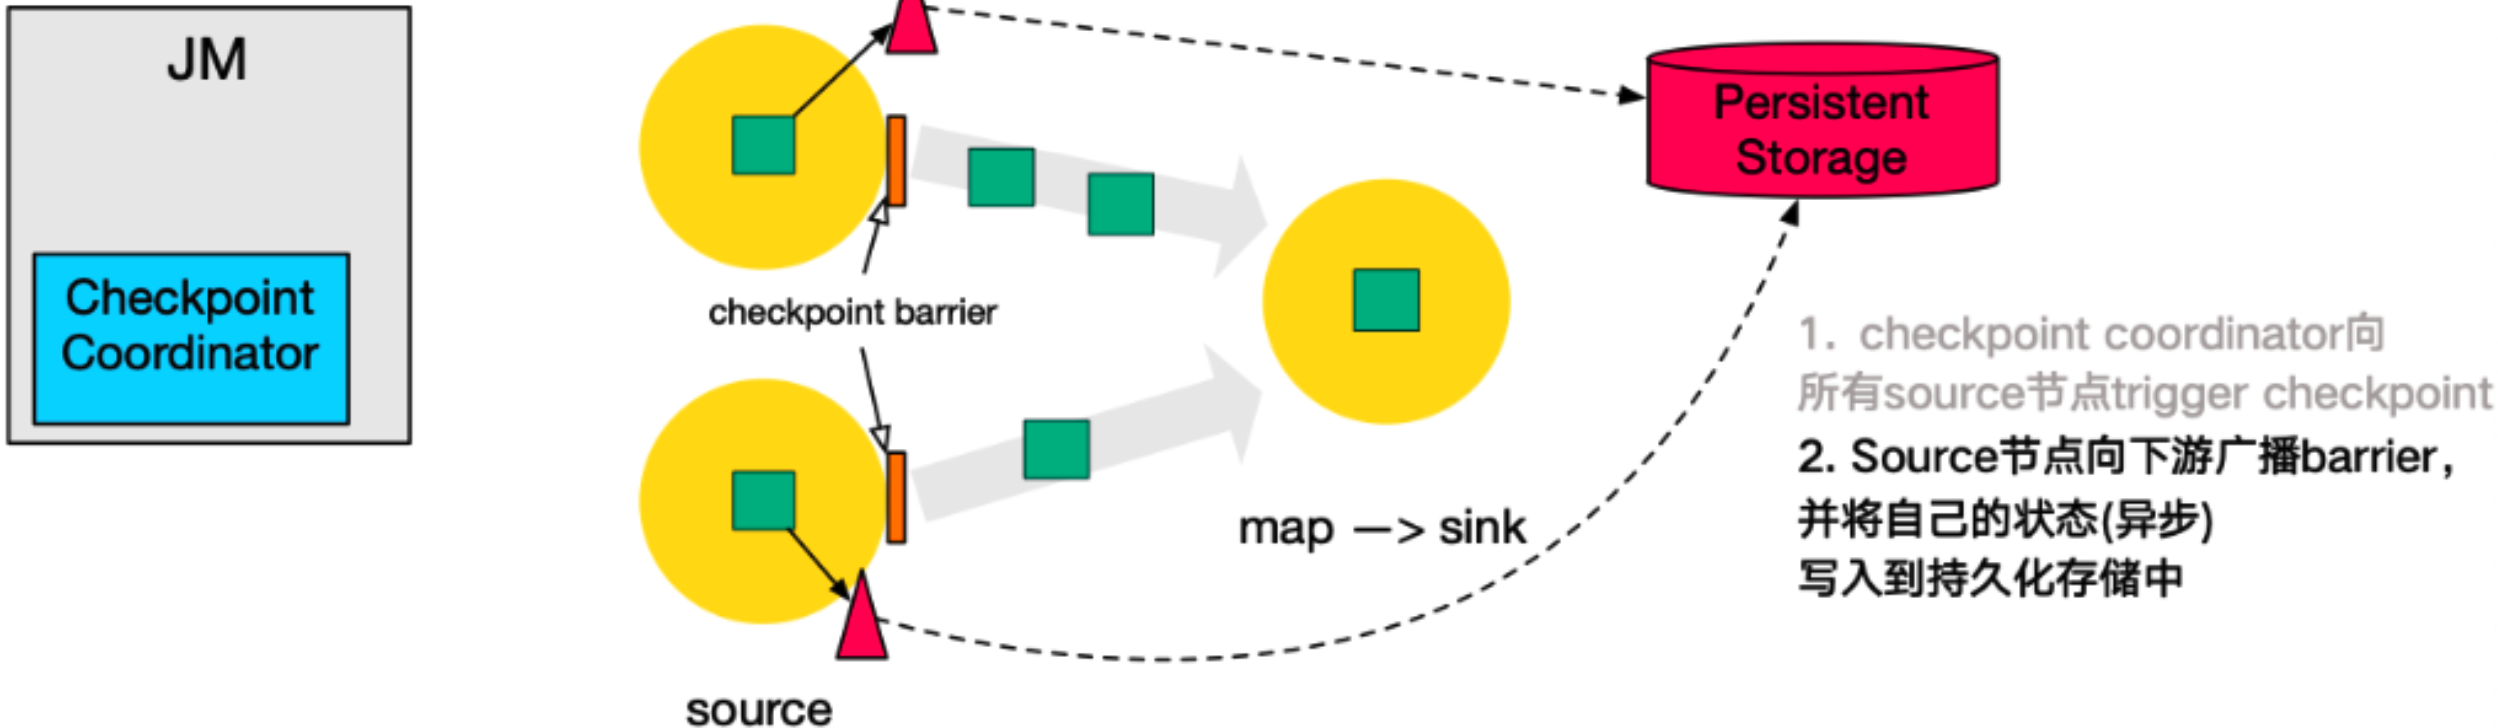 JM
Checkpoint
Coordinator
checkpoint barrier
source
map —> sink
Persistent
Storage
1. checkpoint coordinator向
所有source节点trigger checkpoint
2. Source节点向下游广播barrier，
并将自己的状态(异步)
写入到持久化存储中